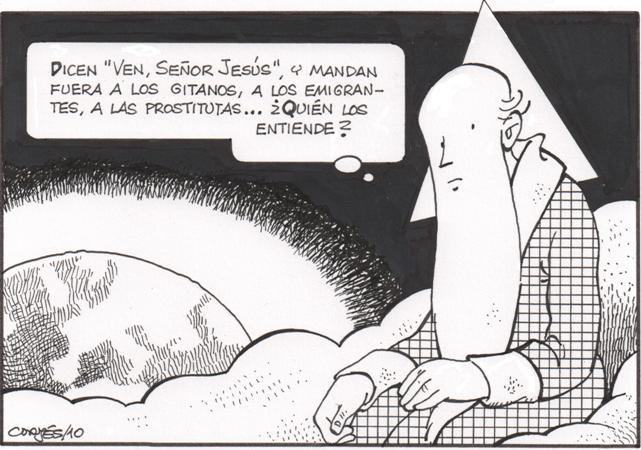 DICEN "VEN, SEÑOR JESÚS", Y MANDAN
FUERA A LOS GITANOS, A LOS EMIGRAN-
TES, A LAS PROSTITUTAS... ¿QUIÉN LOS
ENTIENDE?
CORTÉS/10